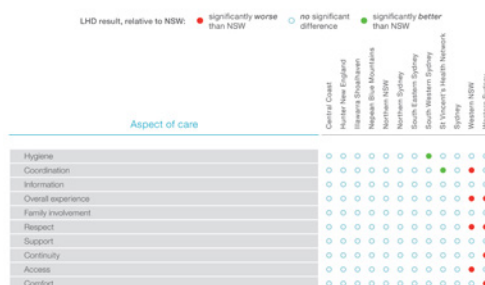 LHD result, relative to NSW: significantly worse than NSW no significant difference significantly better than NSW
Central Coast
Hunter New England
Illawarra Shoalhaven
Nepean Blue Mountains
Northern NSW
Northern Sydney
South Eastern Sydney
South Western Sydney
St Vincent's Health Network
Sydney
Western NSW
Aspect of care
Hygiene
Coordination
Information
Overall experience
Family involvement
Respect
Support
Continuity
Access
Comfort